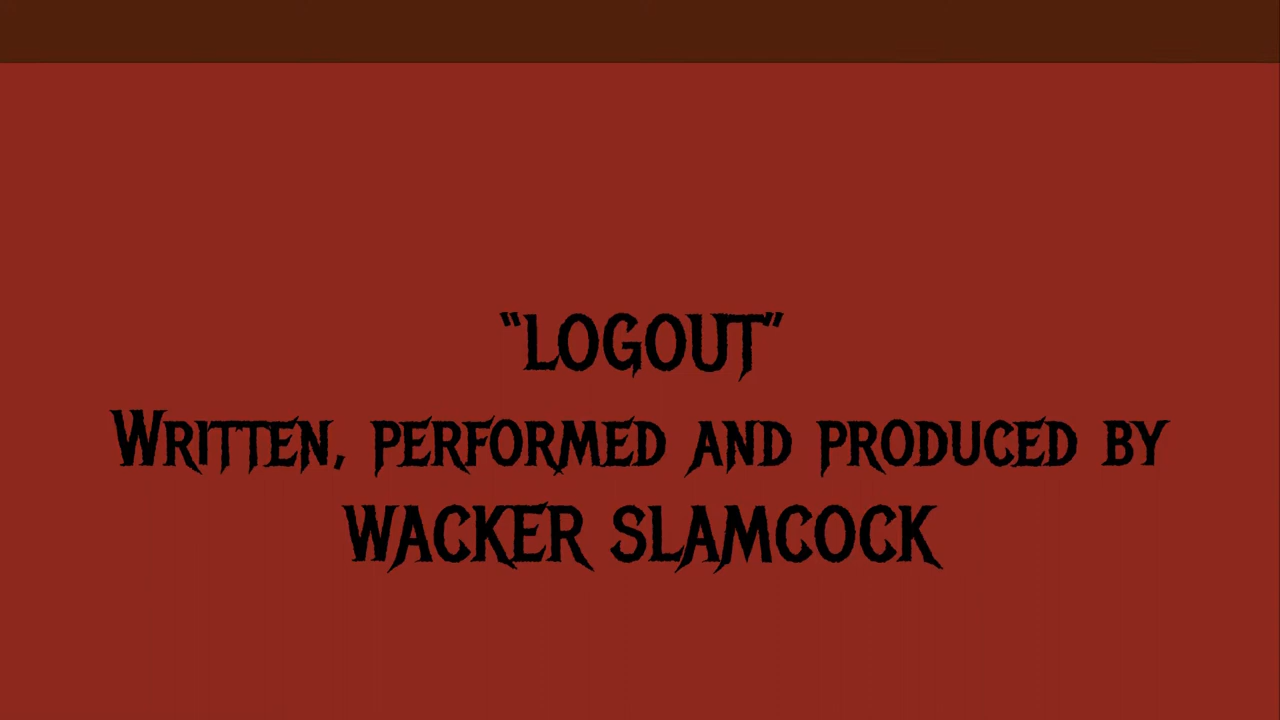 “LOGOUT”
Written, performed and produced by
WACKER SLAMCOCK